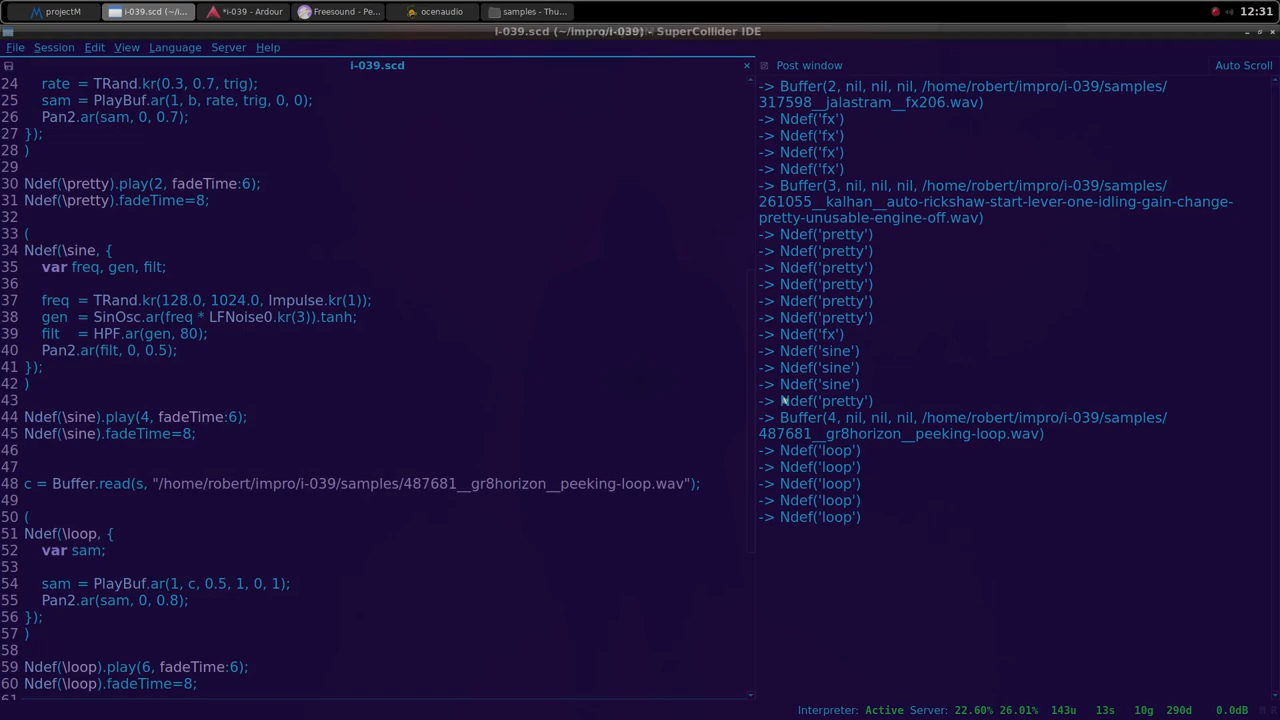 projectM
i-039.scd (~/i...
*i-039 - Ardour
Freesound - Pe...
ocenaudio
samples - Thu...
12:31
i-039.scd (~/impro/i-039) - SuperCollider IDE
File Session Edit View Language Server Help
i-039.scd
24 rate = TRand.kr(0.3, 0.7, trig);
25 sam = PlayBuf.ar(1, b, rate, trig, 0, 0);
26 Pan2.ar(sam, 0, 0.7);
27 });
28 )
29
30 Ndef(\pretty).play(2, fadeTime:6);
31 Ndef(\pretty).fadeTime=8;
32
33 (
34 Ndef(\sine, {
35 var freq, gen, filt;
36
37 freq = TRand.kr(128.0, 1024.0, Impulse.kr(1));
38 gen = SinOsc.ar(freq * LFNoise0.kr(3)).tanh;
39 filt = HPF.ar(gen, 80);
40 Pan2.ar(filt, 0, 0.5);
41 });
42 )
43
44 Ndef(\sine).play(4, fadeTime:6);
45 Ndef(\sine).fadeTime=8;
46
47
48 c = Buffer.read(s, "/home/robert/impro/i-039/samples/487681__gr8horizon__peeking-loop.wav");
49
50 (
51 Ndef(\loop, {
52 var sam;
53
54 sam = PlayBuf.ar(1, c, 0.5, 1, 0, 1);
55 Pan2.ar(sam, 0, 0.8);
56 });
57 )
58
59 Ndef(\loop).play(6, fadeTime:6);
60 Ndef(\loop).fadeTime=8;
61
Post window
Auto Scroll
-> Buffer(2, nil, nil, nil, /home/robert/impro/i-039/samples/
317598__jalastram__fx206.wav)
-> Ndef('fx')
-> Ndef('fx')
-> Ndef('fx')
-> Ndef('fx')
-> Buffer(3, nil, nil, nil, /home/robert/impro/i-039/samples/
261055__kalhan__auto-rickshaw-start-lever-one-idling-gain-change-
pretty-unusable-engine-off.wav)
-> Ndef('pretty')
-> Ndef('pretty')
-> Ndef('pretty')
-> Ndef('pretty')
-> Ndef('pretty')
-> Ndef('pretty')
-> Ndef('fx')
-> Ndef('sine')
-> Ndef('sine')
-> Ndef('sine')
-> Ndef('pretty')
-> Buffer(4, nil, nil, nil, /home/robert/impro/i-039/samples/
487681__gr8horizon__peeking-loop.wav)
-> Ndef('loop')
-> Ndef('loop')
-> Ndef('loop')
-> Ndef('loop')
-> Ndef('loop')
Interpreter: Active Server: 22.60% 26.01% 143u 13s 10g 290d 0.0dB